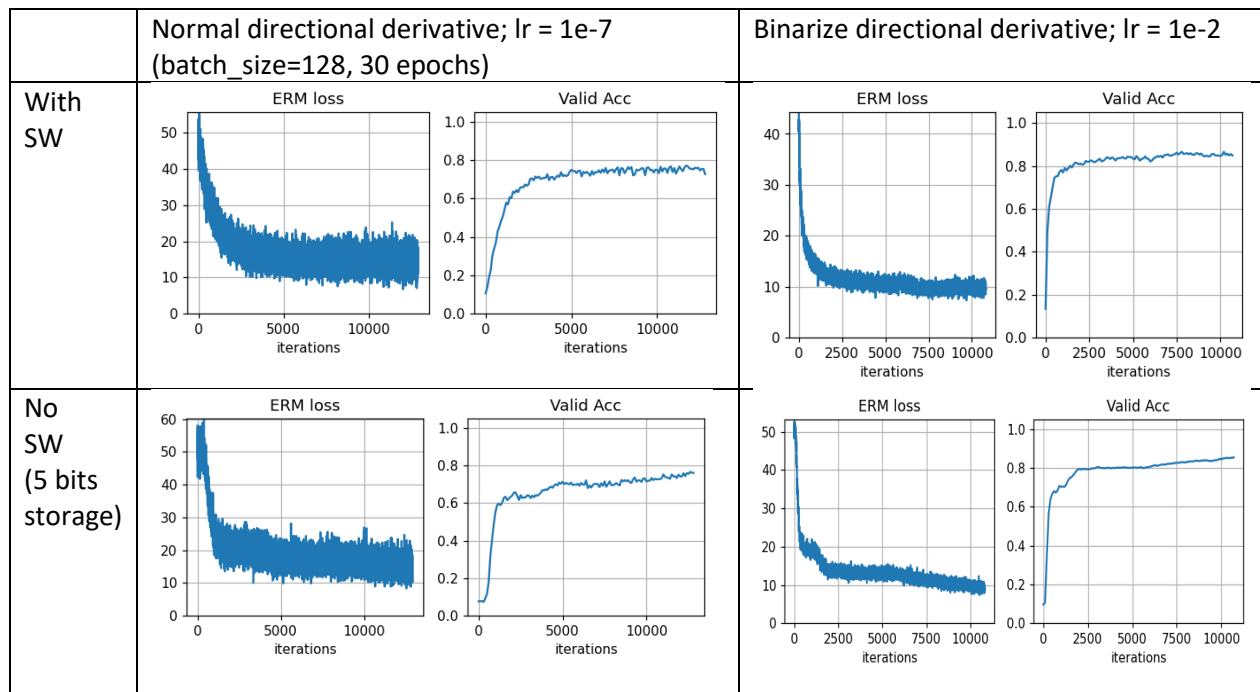 Normal directional derivative; lr = 1e-7
(batch_size=128, 30 epochs)
Binarize directional derivative; lr = 1e-2
With
SW
ERM loss
50
40
30
20
10
0
0 5000 10000
iterations
Valid Acc
1.0
0.8
0.6
0.4
0.2
0.0
0 5000 10000
iterations
ERM loss
40
30
20
10
0
0 2500 5000 7500 10000
iterations
Valid Acc
1.0
0.8
0.6
0.4
0.2
0.0
0 2500 5000 7500 10000
iterations
No
SW
(5 bits
storage)
ERM loss
60
50
40
30
20
10
0
0 5000 10000
iterations
Valid Acc
1.0
0.8
0.6
0.4
0.2
0.0
0 5000 10000
iterations
ERM loss
50
40
30
20
10
0
0 2500 5000 7500 10000
iterations
Valid Acc
1.0
0.8
0.6
0.4
0.2
0.0
0 2500 5000 7500 10000
iterations